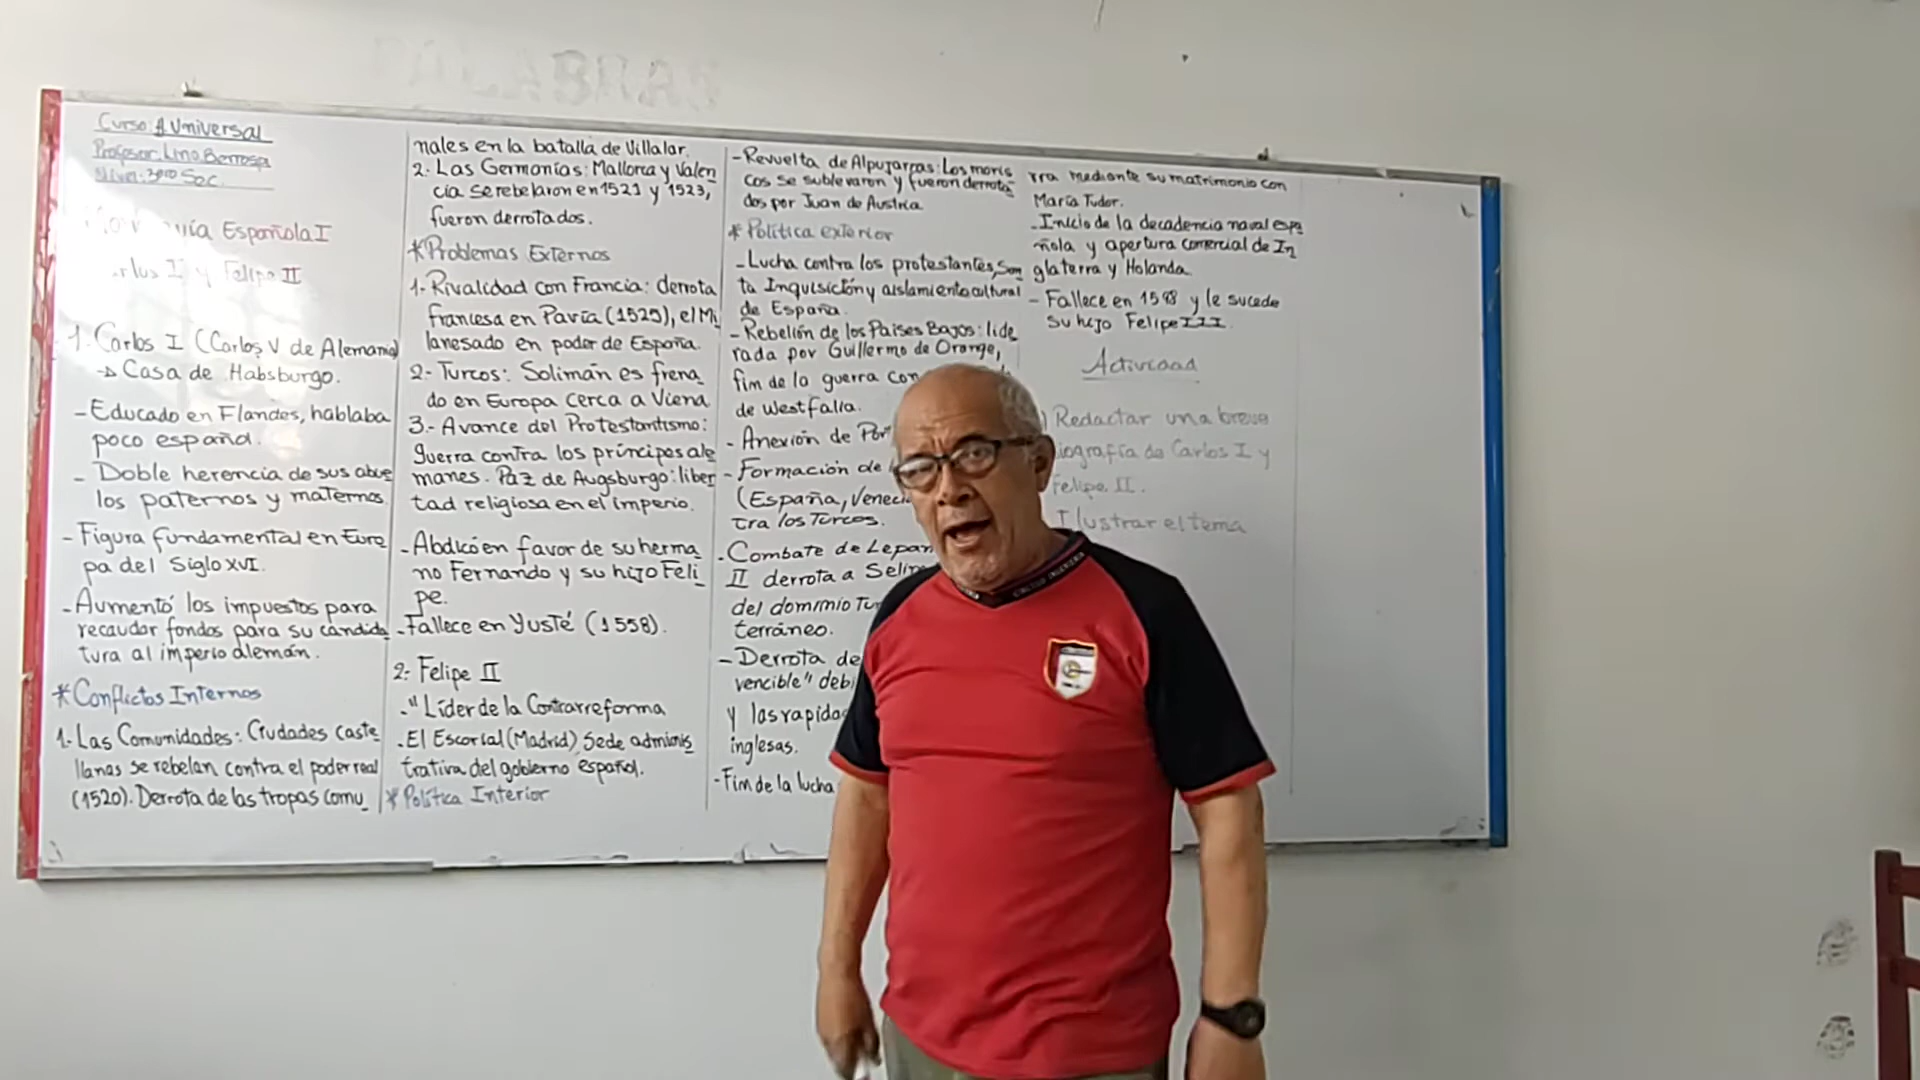 Curso: H Universal
Profesor: Lino Berrospi
Nivel: 3ero Sec.
Española I
y Felipe II
1.- Carlos I (Carlos V de Alemania)
→ Casa de Habsburgo.
- Educado en Flandes, hablaba
poco español.
- Doble herencia de sus abue
los paternos y maternos.
- Figura fundamental en Euro
pa del Siglo XVI.
- Aumentó los impuestos para
recaudar fondos para su candida
tura al imperio alemán.
*Conflictos Internos
1.- Las Comunidades: Ciudades caste
llanas se rebelan contra el poder real
(1520). Derrota de las tropas comu
nales en la batalla de Villalar.
2. Las Germanías: Mallorca y Valen
cia se rebelaron en 1521 y 1523,
fueron derrotados.
*Problemas Externos
1.- Rivalidad con Francia: derrota
francesa en Pavía (1525), el Mi
lanesado en poder de España.
2.- Turcos: Solimán es frena
do en Europa cerca a Viena
3.- Avance del Protestantismo:
guerra contra los príncipes ale
manes. Paz de Augsburgo: liber
tad religiosa en el imperio.
- Abdicó en favor de su herma
no Fernando y su hijo Feli
pe.
- Fallece en Yusté (1558).
2.- Felipe II
- "Líder de la Contrarreforma
- El Escorial (Madrid), Sede adminis
trativa del gobierno español.
*Política Interior
- Revuelta de Alpujarras: Los moris
cos se sublevaron y fueron derrota
dos por Juan de Austria.
* Política exterior
- Lucha contra los protestantes, San
ta Inquisición y aislamiento cultural
de España.
- Rebelión de los Países Bajos: lide
rada por Guillermo de Orange,
fin de la guerra con
de Westfalia.
- Anexión de Por
- Formación de
(España, Veneci
tra los Turcos.
- Combate de Lepan
II derrota a Selim
del dominio Tu
terráneo.
- Derrota de
vencible" debi
y las rapida
inglesas.
- Fin de la lucha
rra mediante su matrimonio con
María Tudor.
- Inicio de la decadencia naval espa
ñola y apertura comercial de In
glaterra y Holanda
- Fallece en 1598 y le sucede
su hijo Felipe III.
Actividad
) Redactar una breve
iografía de Carlos I y
Felipe II.
Ilustrar el tema